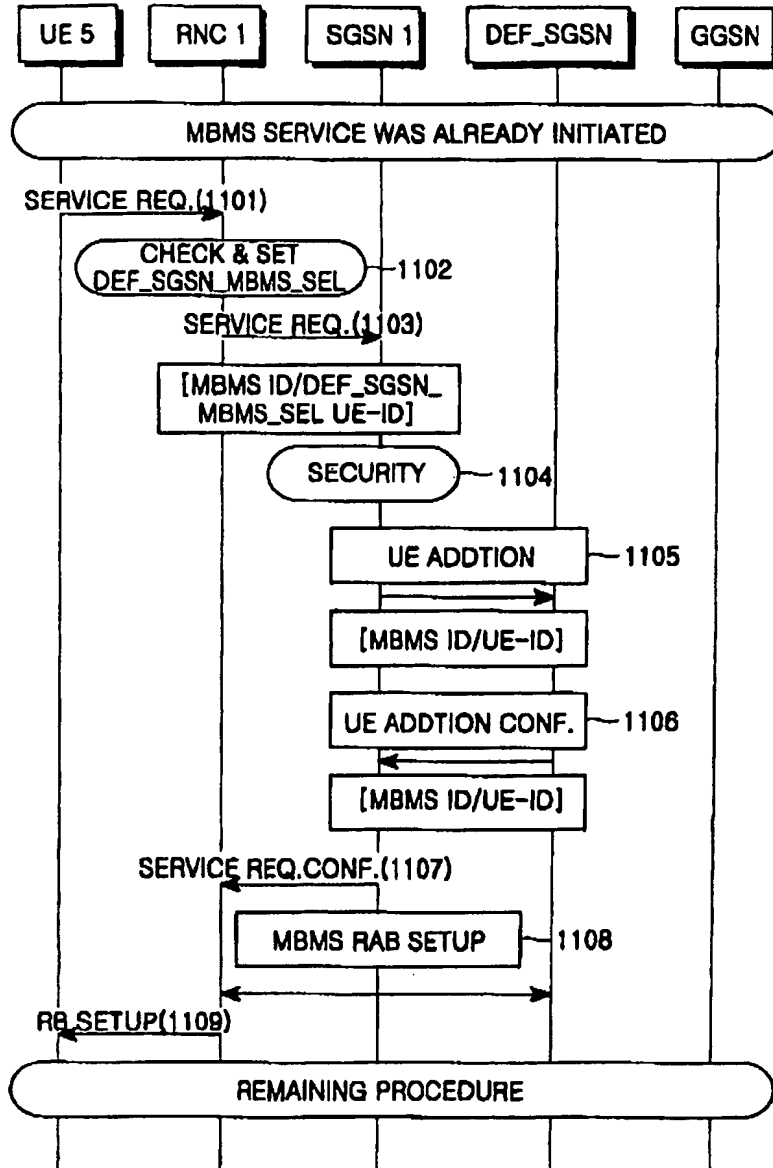 UE 5
RNC 1
SGSN 1
DEF_SGSN
GGSN
MBMS SERVICE WAS ALREADY INITIATED
SERVICE REQ.(1101)
CHECK & SET
DEF_SGSN_MBMS_SEL
1102
SERVICE REQ.(1103)
[MBMS ID/DEF_SGSN_
MBMS_SEL UE-ID]
SECURITY
1104
UE ADDTION
1105
[MBMS ID/UE-ID]
UE ADDTION CONF.
1106
[MBMS ID/UE-ID]
SERVICE REQ.CONF.(1107)
MBMS RAB SETUP
1108
RB SETUP(1109)
REMAINING PROCEDURE